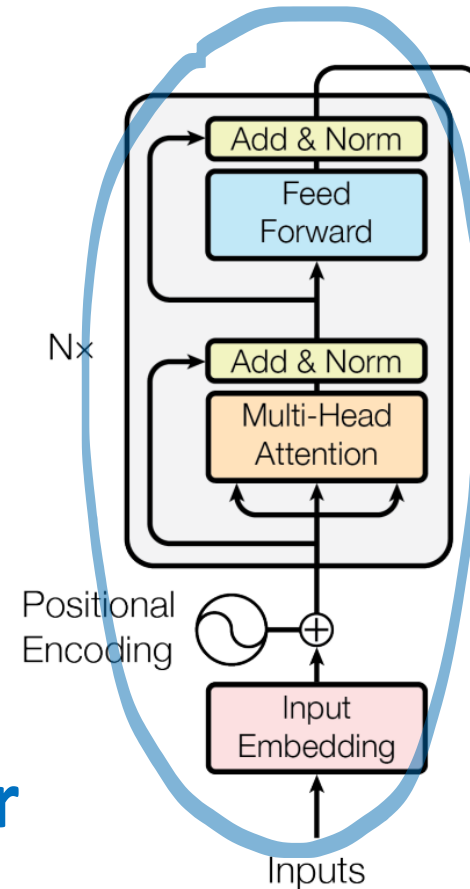 Add & Norm
Feed
Forward
N×
Add & Norm
Multi-Head
Attention
Positional
Encoding
Input
Embedding
r
Inputs